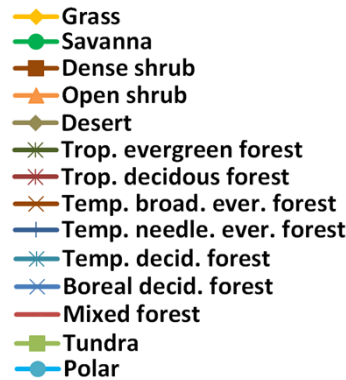 Grass
Savanna
Dense shrub
Open shrub
Desert
Trop. evergreen forest
Trop. decidous forest
Temp. broad. ever. forest
Temp. needle. ever. forest
Temp. decid. forest
Boreal decid. forest
Mixed forest
Tundra
Polar